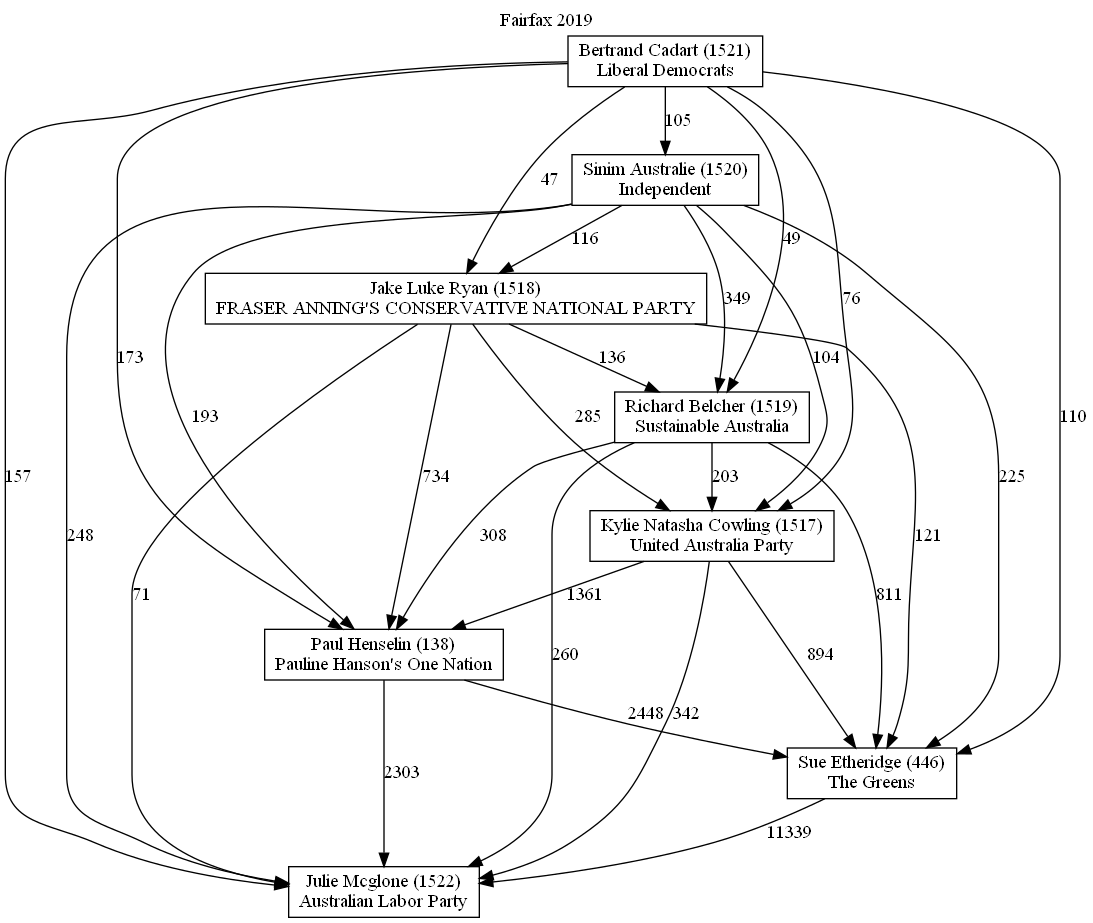 Fairfax 2019
Bertrand Cadart (1521)
Liberal Democrats
105
Sinim Australie (1520)
Independent
47
116
49
Jake Luke Ryan (1518)
FRASER ANNING'S CONSERVATIVE NATIONAL PARTY
349
76
173
136
104
Richard Belcher (1519)
Sustainable Australia
193
285
110
157
734
203
225
248
308
Kylie Natasha Cowling (1517)
United Australia Party
121
71
1361
811
Paul Henselin (138)
Pauline Hanson's One Nation
260
894
2448
342
Sue Etheridge (446)
The Greens
2303
11339
Julie Mcglone (1522)
Australian Labor Party